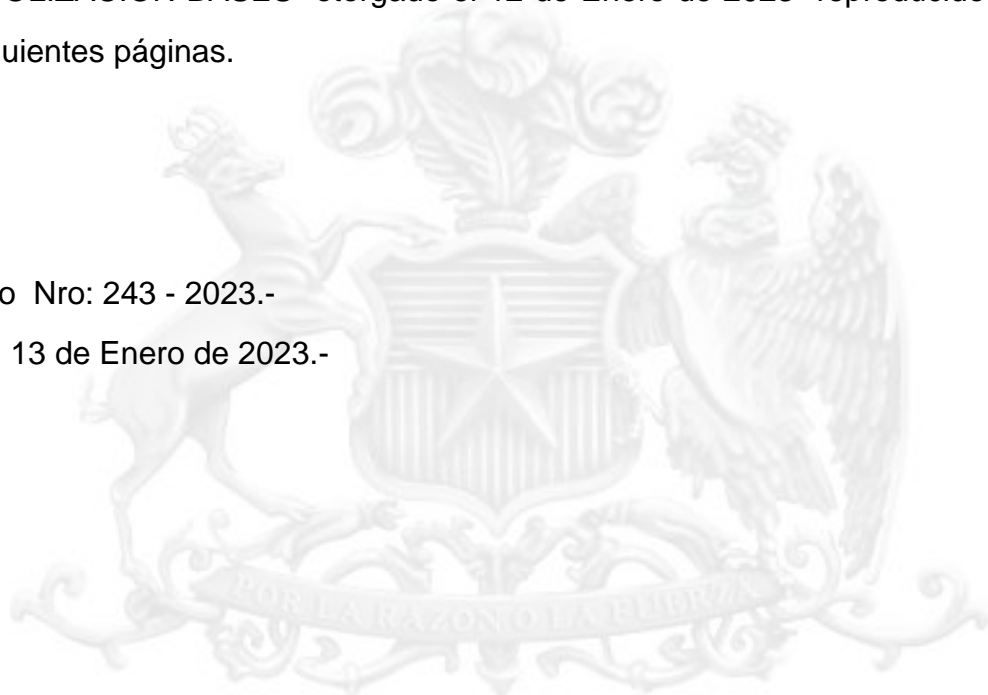 otorgado el 12 de Enero de 2023 reproducido
guientes páginas.
o Nro: 243 - 2023.-
13 de Enero de 2023.-
POR LA RAZON O LA FUERZA